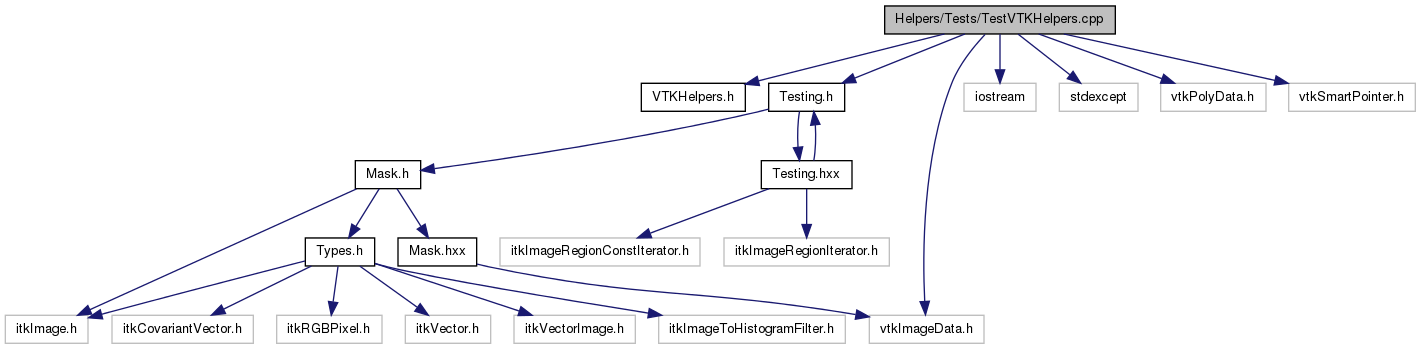 Helpers/Tests/TestVTKHelpers.cpp
VTKHelpers.h
Testing.h
iostream
stdexcept
vtkPolyData.h
vtkSmartPointer.h
Mask.h
Testing.hxx
Types.h
Mask.hxx
itkImageRegionConstIterator.h
itkImageRegionIterator.h
itkImage.h
itkCovariantVector.h
itkRGBPixel.h
itkVector.h
itkVectorImage.h
itkImageToHistogramFilter.h
vtkImageData.h